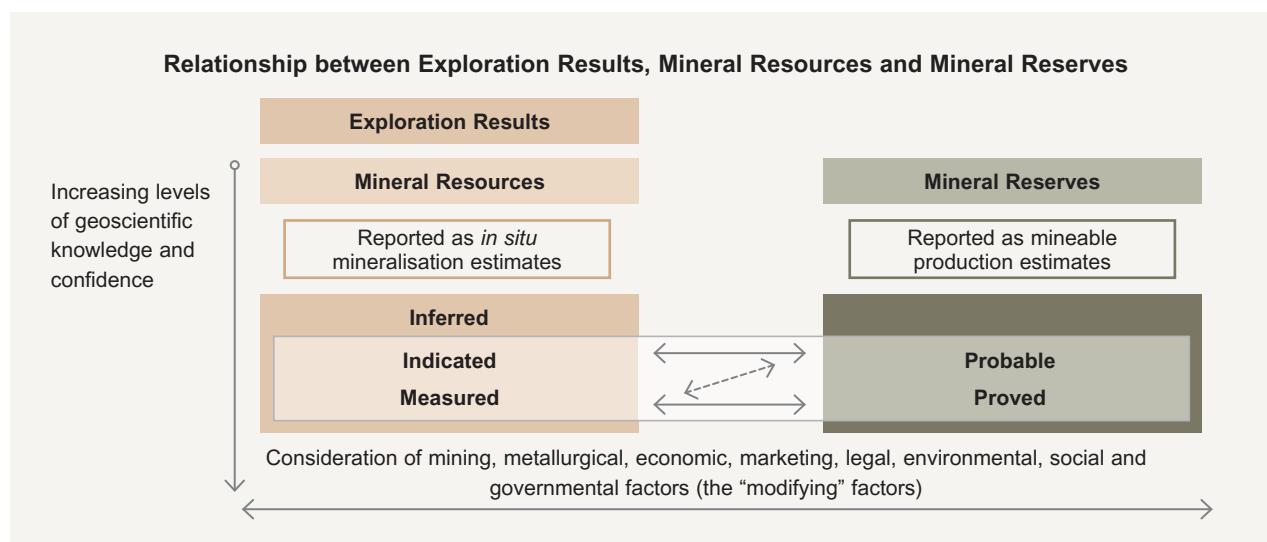 Relationship between Exploration Results, Mineral Resources and Mineral Reserves
Exploration Results
Increasing levels
of geoscientific
knowledge and
confidence
Mineral Resources
Mineral Reserves
Reported as in situ
mineralisation estimates
Reported as mineable
production estimates
Inferred
Indicated
Measured
Probable
Proved
Consideration of mining, metallurgical, economic, marketing, legal, environmental, social and
governmental factors (the “modifying” factors)